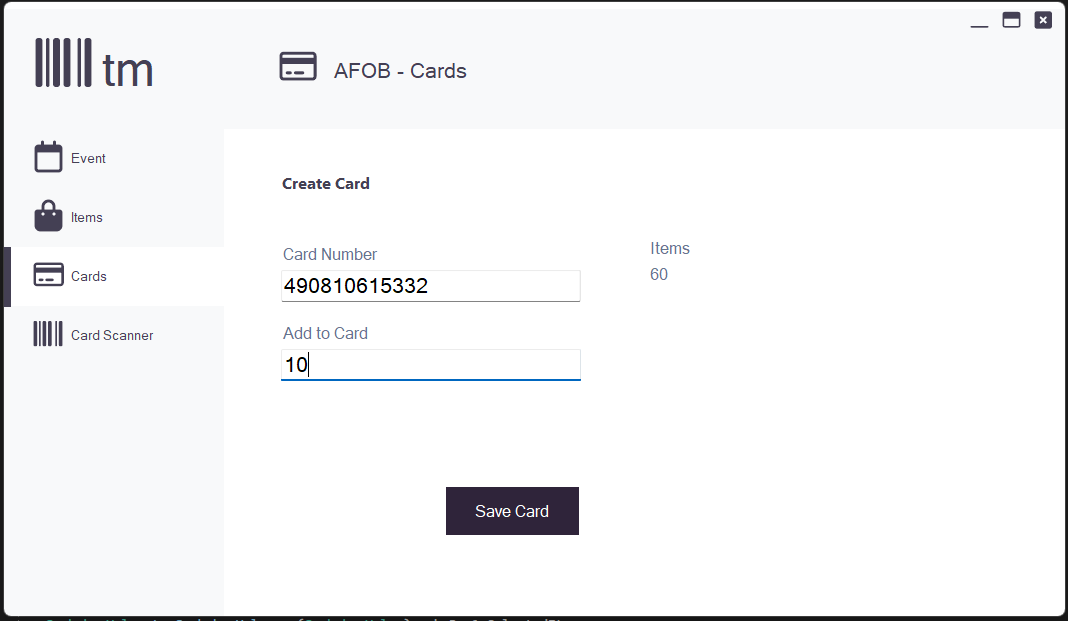 tm
AFOB - Cards
Event
Items
Cards
Card Scanner
Create Card
Card Number
490810615332
Add to Card
10
Items
60
Save Card